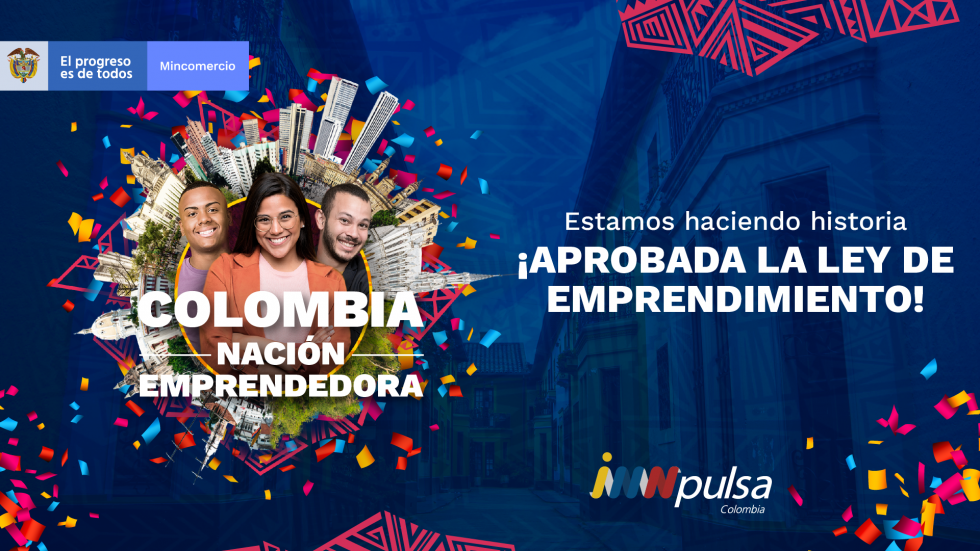 El progreso
es de todos
Mincomercio
COLOMBIA
NACIÓN
EMPRENDEDORA
Estamos haciendo historia
¡APROBADA LA LEY DE
EMPRENDIMIENTO!
iNNpulsa
Colombia